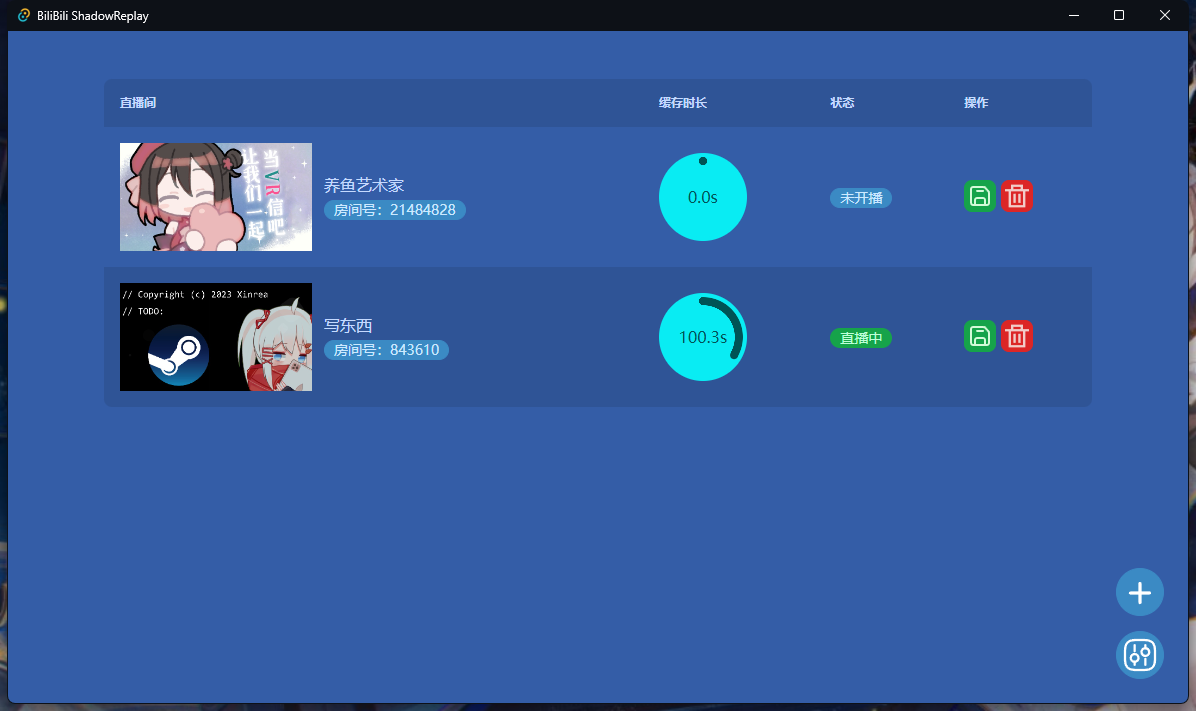 BiliBili ShadowReplay
直播间 缓存时长 状态 操作
当VR信吧
让我们一起
养鱼艺术家
房间号：21484828
0.0s
未开播
// Copyright (c) 2023 Xinrea
// TODO:
写东西
房间号：843610
100.3s
直播中